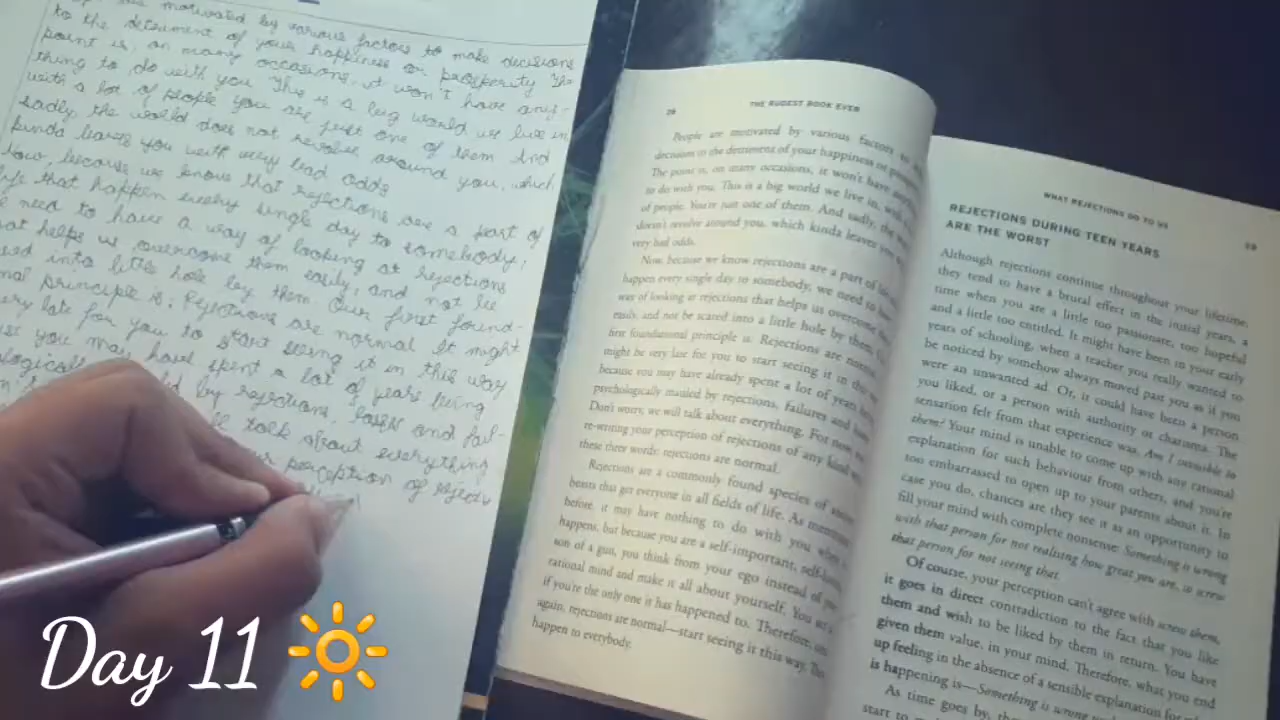 motivated by various factors to make decisions
to the detriment of your happiness or prosperity The
point is, on many occasions, it won't have any-
thing to do with you This is a big world we live in
with a lot of people you are just one of them And
sadly, the world does not revolve around you, which
kinda leaves you with very bad odds
Now, because we know that rejections are a part of
life that happen every single day to somebody,
need to have a way of looking at rejections
that helps us overcome them easily, and not be
into little hole by them Our first found-
principle is; Rejections are normal It might
very late for you to start seeing it in this way
you may have spent a lot of years being
by rejections, losses and fail-
talk about everything
perception of
Day 11 🔆
28
THE RUDEST BOOK EVER
People are motivated by various factors to
decisions to the detriment of your happiness or
The point is, on many occasions, it won't have
to do with you. This is a big world we live in, with
of people. You're just one of them. And sadly, the
doesn't revolve around you, which kinda leaves you
very bad odds.
Now, because we know rejections are a part of
happen every single day to somebody, we need to
way of looking at rejections that helps us overcome
easily, and not be scared into a little hole by them.
first foundational principle is: Rejections are
might be very late for you to start seeing it in
because you may have already spent a lot of years
psychologically mauled by rejections, failures and
Don't worry, we will talk about everything. For now,
re-writing your perception of rejections of any kind
these three words: rejections are normal.
Rejections are a commonly found species of
beasts that get everyone in all fields of life. As
before, it may have nothing to do with you
happens, but because you are a self-important,
son of a gun, you think from your ego instead of
rational mind and make it all about yourself. You
if you're the only one it has happened to. Therefore,
again, rejections are normal—start seeing it this way.
happen to everybody.
WHAT REJECTIONS DO TO US
REJECTIONS DURING TEEN YEARS
ARE THE WORST
Although rejections continue throughout your lifetime,
they tend to have a brutal effect in the initial years, a
time when you are a little too passionate, too hopeful
and a little too entitled. It might have been in your early
years of schooling, when a teacher you really wanted to
be noticed by somehow always moved past you as if you
were an unwanted ad. Or, it could have been a person
you liked, or a person with authority or charisma. The
sensation felt from that experience was, Am I invisible to
them? Your mind is unable to come up with any rational
explanation for such behaviour from others, and you're
too embarrassed to open up to your parents about it. In
case you do, chances are they see it as an opportunity to
fill your mind with complete nonsense: Something is wrong
with that person for not realising how great you are, so screw
that person for not seeing that.
Of course, your perception can't agree with screw them,
it goes in direct contradiction to the fact that you like
them and wish to be liked by them in return. You have
given them value, in your mind. Therefore, what you end
up feeling in the absence of a sensible explanation for
is happening is—Something is wrong
As time goes by,
start to